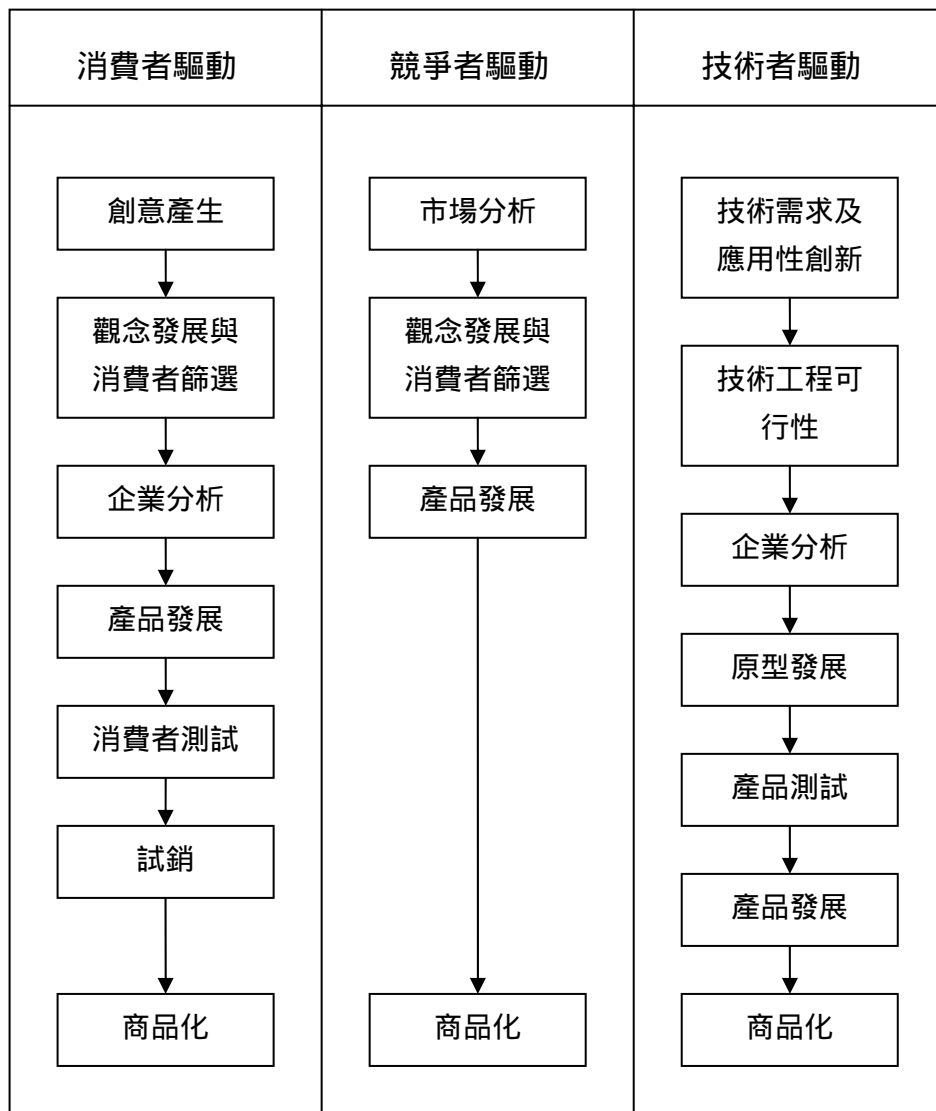 消費者驅動
競爭者驅動
技術者驅動
創意產生
觀念發展與
消費者篩選
企業分析
產品發展
消費者測試
試銷
商品化
市場分析
觀念發展與
消費者篩選
產品發展
商品化
技術需求及
應用性創新
技術工程可
行性
企業分析
原型發展
產品測試
產品發展
商品化